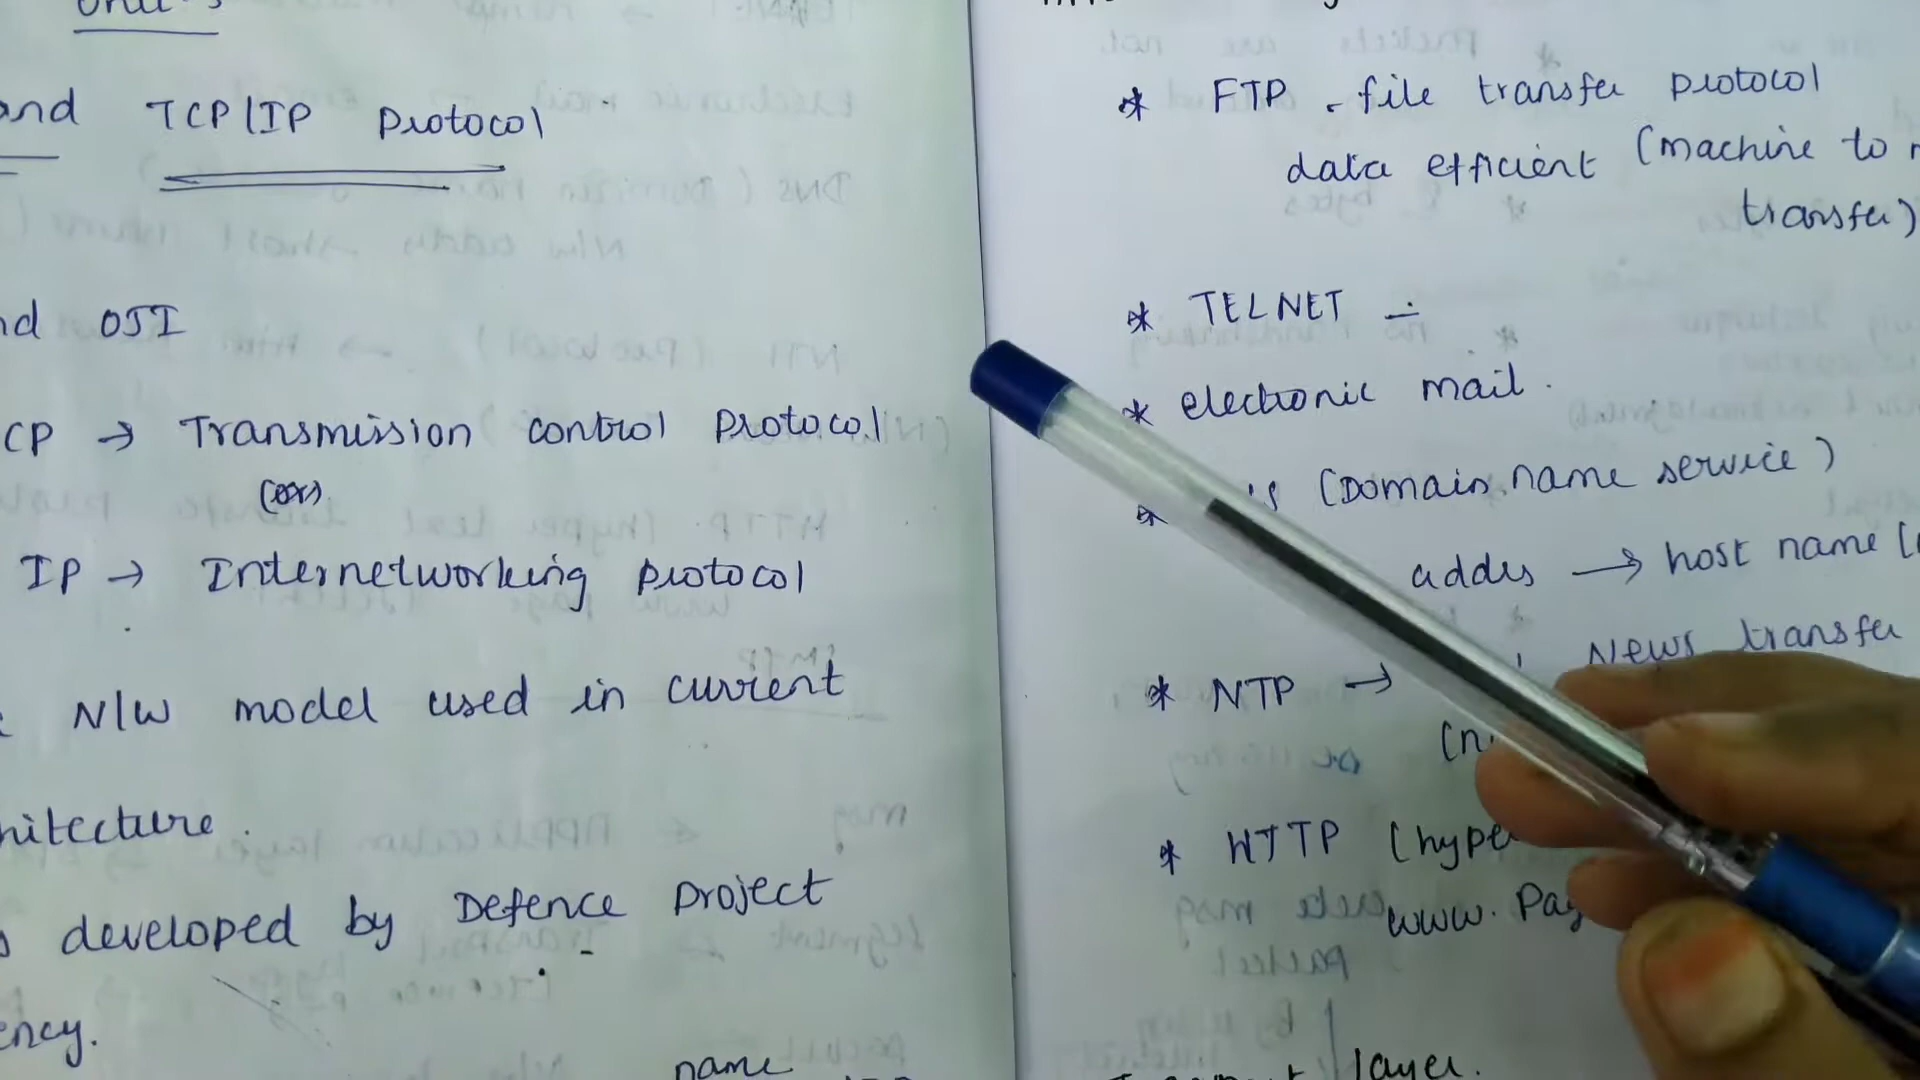 and TCP/IP Protocol
OSI
CP → Transmission control Protocol
(or)
IP → Internetworking Protocol
N/W model used in current
hitecture.
developed by Defence Project
ency.
name
* FTP - file transfer Protocol
data efficient (machine to
transfer)
* TELNET ÷
* electronic mail.
* (Domain name service)
addrs → host name
* NTP → News transfer
* HTTP (hype
www. Pag
layer.